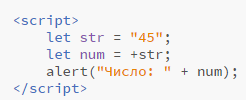 <script>
let str = "45";
let num = +str;
alert("Число: " + num);
</script>